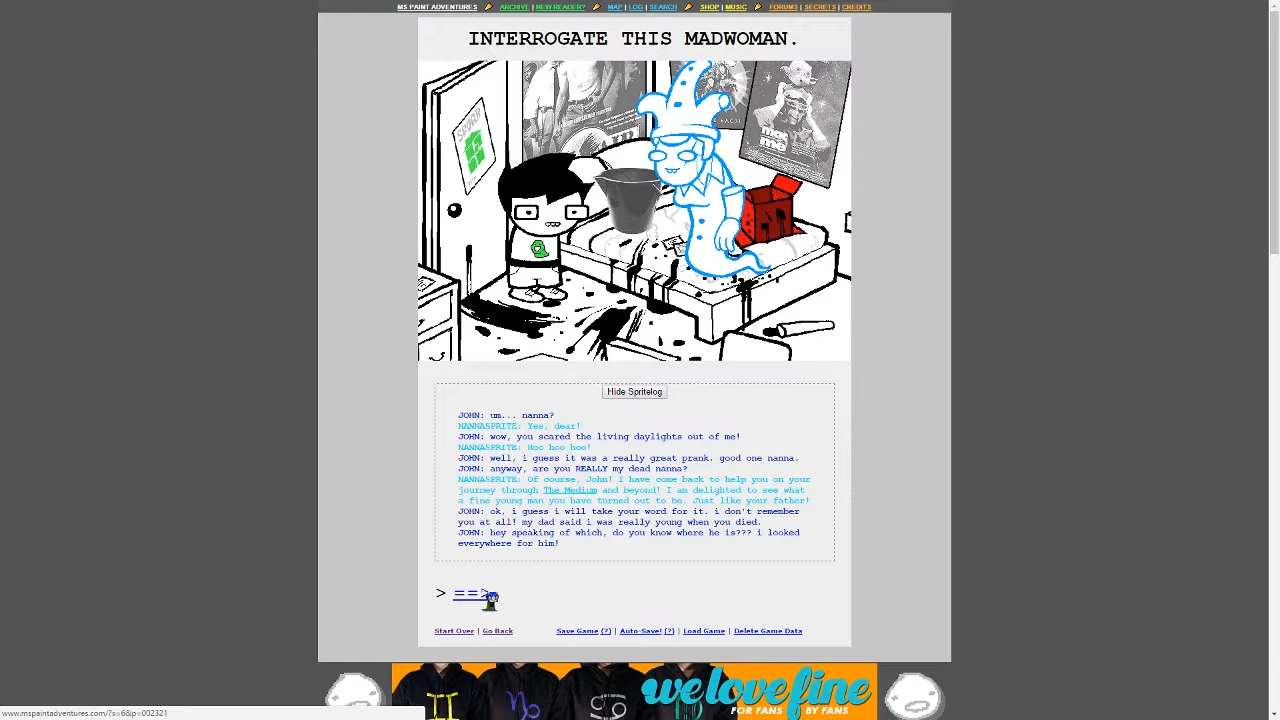 MS PAINT ADVENTURES ARCHIVE | NEW READER? MAP | LOG | SEARCH SHOP | MUSIC FORUMS | SECRETS | CREDITS
INTERROGATE THIS MADWOMAN.
Hide Spritelog
JOHN: um... nanna?
NANNASPRITE: Yes, dear!
JOHN: wow, you scared the living daylights out of me!
NANNASPRITE: Hoo hoo hoo!
JOHN: well, i guess it was a really great prank. good one nanna.
JOHN: anyway, are you REALLY my dead nanna?
NANNASPRITE: Of course, John! I have come back to help you on your
journey through The Medium and beyond! I am delighted to see what
a fine young man you have turned out to be. Just like your father!
JOHN: ok, i guess i will take your word for it. i don't remember
you at all! my dad said i was really young when you died.
JOHN: hey speaking of which, do you know where he is??? i looked
everywhere for him!
> ==>
Start Over | Go Back Save Game (?) | Auto-Save! (?) | Load Game | Delete Game Data
welovefine
FOR FANS BY FANS
www.mspaintadventures.com/?s=6&p=002321